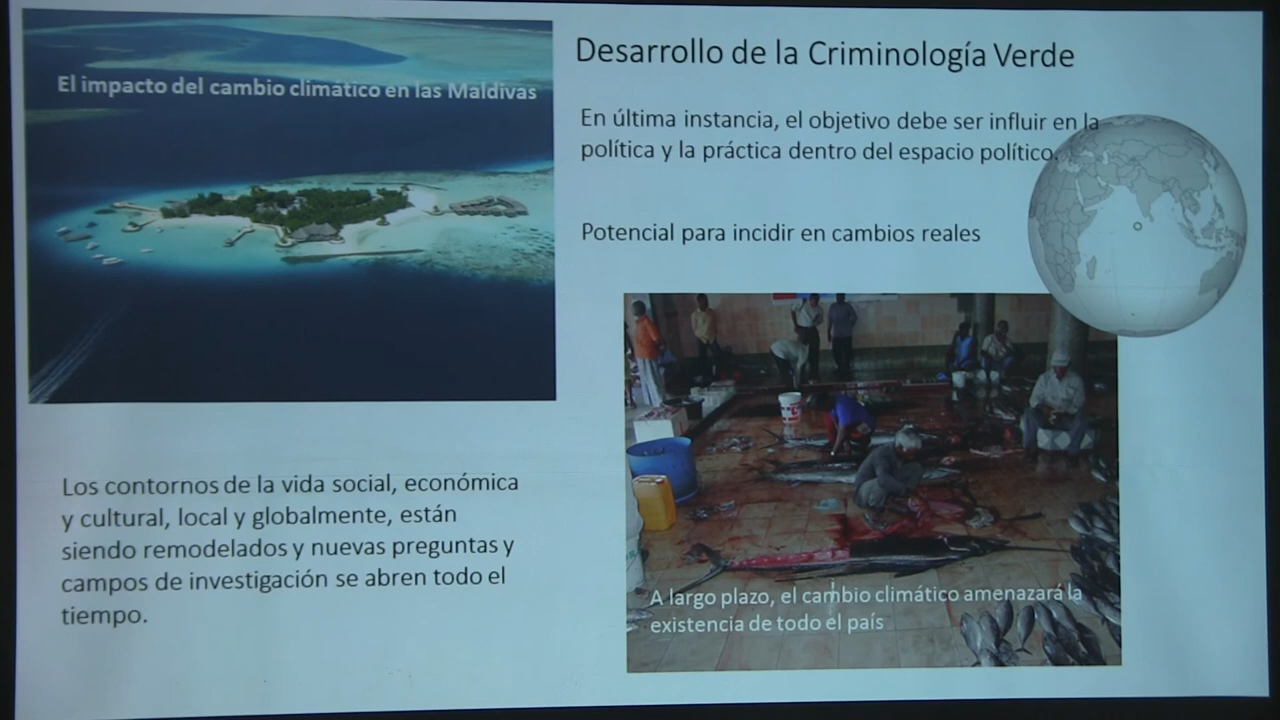 El impacto del cambio climático en las Maldivas
Desarrollo de la Criminología Verde
En última instancia, el objetivo debe ser influir en la
política y la práctica dentro del espacio político.
Potencial para incidir en cambios reales
Los contornos de la vida social, económica
y cultural, local y globalmente, están
siendo remodelados y nuevas preguntas y
campos de investigación se abren todo el
tiempo.
A largo plazo, el cambio climático amenazará la
existencia de todo el país